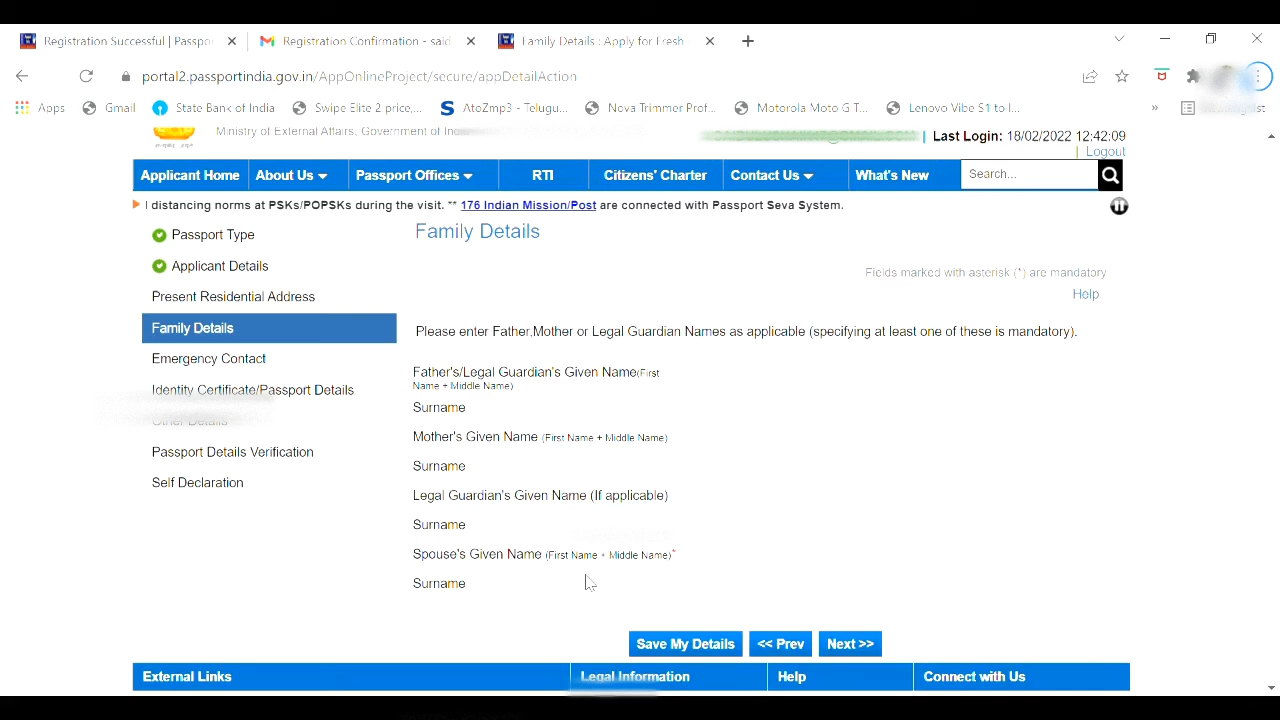 Registration Successful | Passpo
Registration Confirmation - said
Family Details : Apply for Fresh
portal2.passportindia.gov.in/AppOnlineProject/secure/appDetailAction
Apps
Gmail
State Bank of India
Swipe Elite 2 price,...
S AtoZmp3 - Telugu...
Nova Trimmer Prof...
Motorola Moto G T...
Lenovo Vibe S1 to l...
»
Ministry of External Affairs, Government of India
| Last Login: 18/02/2022 12:42:09
| Logout
Applicant Home
About Us
Passport Offices
RTI
Citizens' Charter
Contact Us
What's New
Search...
l distancing norms at PSKs/POPSKs during the visit. ** 176 Indian Mission/Post are connected with Passport Seva System.
Passport Type
Applicant Details
Present Residential Address
Family Details
Emergency Contact
Identity Certificate/Passport Details
Other Details
Passport Details Verification
Self Declaration
Family Details
Fields marked with asterisk (*) are mandatory
Help
Please enter Father,Mother or Legal Guardian Names as applicable (specifying at least one of these is mandatory).
Father's/Legal Guardian's Given Name(First
Name + Middle Name)
Surname
Mother's Given Name (First Name + Middle Name)
Surname
Legal Guardian's Given Name (If applicable)
Surname
Spouse's Given Name (First Name + Middle Name)*
Surname
Save My Details
<< Prev
Next >>
External Links
Legal Information
Help
Connect with Us